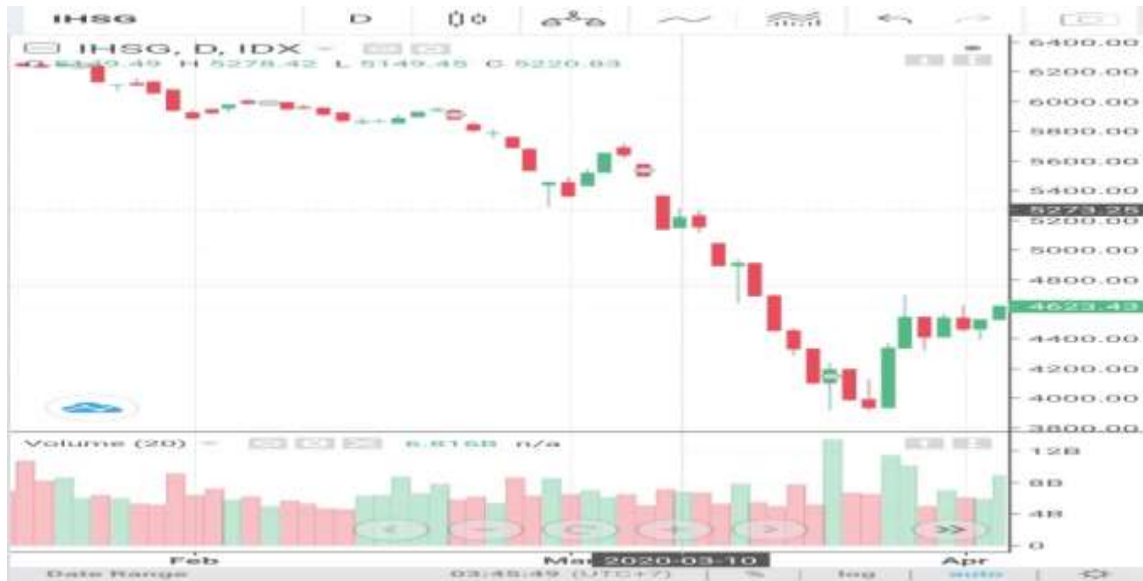 IHSG D
IHSG, D, IDX
O 5149.49 H 5278.42 L 5149.45 C 5220.83
6400.00
6200.00
6000.00
5800.00
5600.00
5400.00
5273.25
5200.00
5000.00
4800.00
4623.43
4400.00
4200.00
4000.00
3800.00
Volume (20) 6.816B n/a
12B
8B
4B
0
Feb 2020-03-10 Apr
Date Range 03:45:49 (UTC+7) % log auto